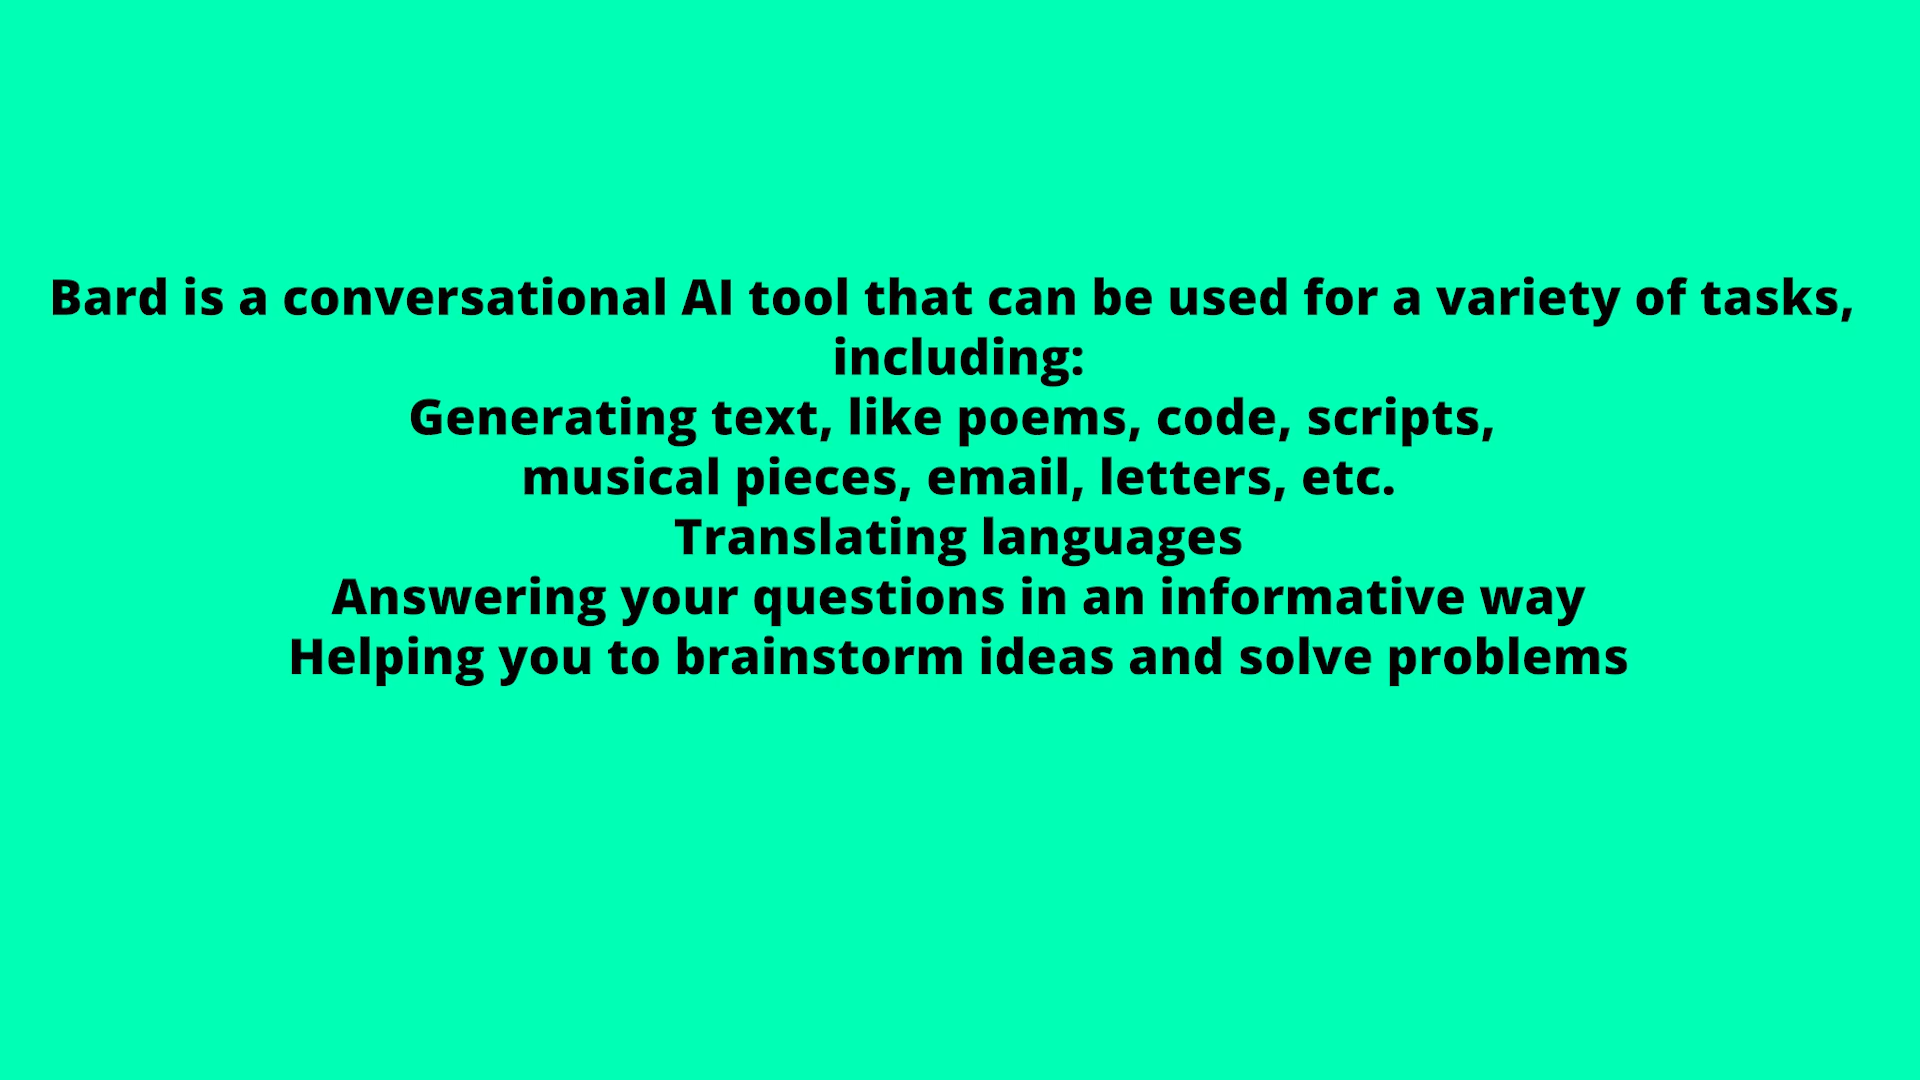 Bard is a conversational AI tool that can be used for a variety of tasks,
including:
Generating text, like poems, code, scripts,
musical pieces, email, letters, etc.
Translating languages
Answering your questions in an informative way
Helping you to brainstorm ideas and solve problems